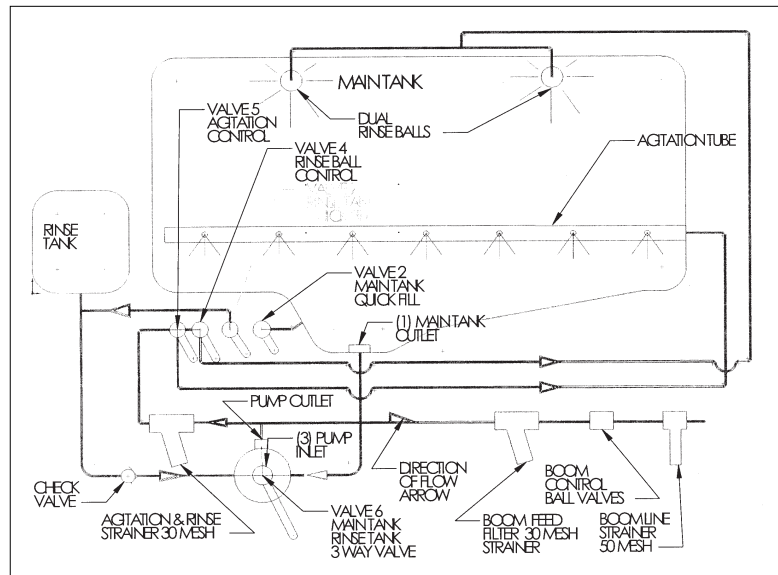 MAIN TANK
VALVE 5
AGITATION
CONTROL
DUAL
RINSE BALLS
VALVE 4
RINSE BALL
CONTROL
AGITATION TUBE
RINSE
TANK
VALVE 2
MAIN TANK
QUICK FILL
(1) MAIN TANK
OUTLET
PUMP OUTLET
(3) PUMP
INLET
CHECK
VALVE
AGITATION & RINSE
STRAINER 30 MESH
VALVE 6
MAIN TANK
RINSE TANK
3 WAY VALVE
DIRECTION
OF FLOW
ARROW
BOOM FEED
FILTER 30 MESH
STRAINER
BOOM
CONTROL
BALL VALVES
BOOM LINE
STRAINER
50 MESH